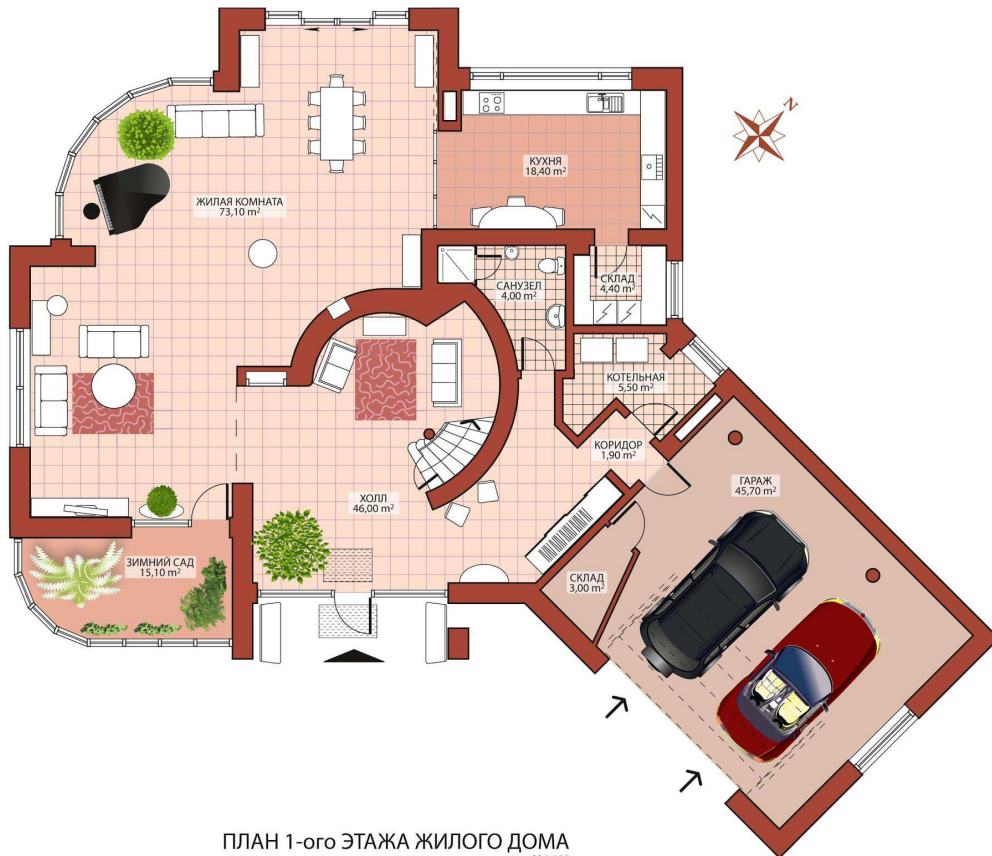 N
КУХНЯ
18,40 m²
ЖИЛАЯ КОМНАТА
73,10 m²
СКЛАД
4,40 m²
САНУЗЕЛ
4,00 m²
КОТЕЛЬНАЯ
5,50 m²
КОРИДОР
1,90 m²
ГАРАЖ
45,70 m²
ХОЛЛ
46,00 m²
ЗИМНИЙ САД
15,10 m²
СКЛАД
3,00 m²
ПЛАН 1-ого ЭТАЖА ЖИЛОГО ДОМА